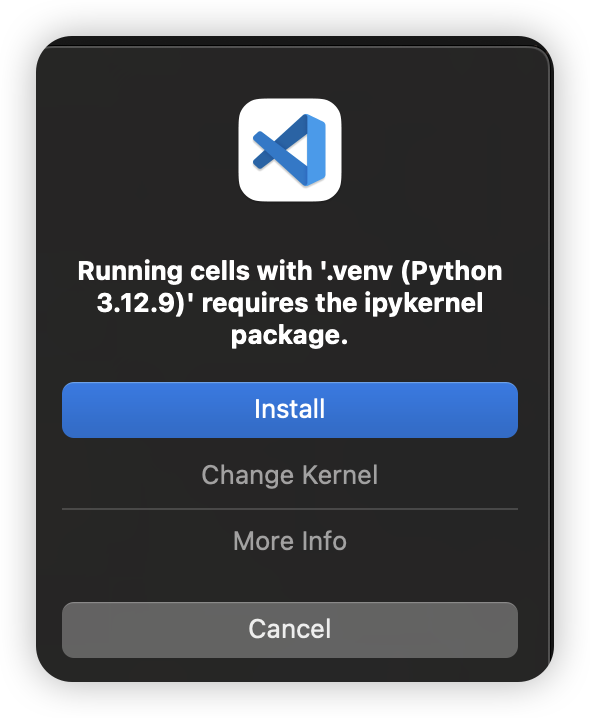 Running cells with '.venv (Python
3.12.9)' requires the ipykernel
package.
Install
Change Kernel
More Info
Cancel